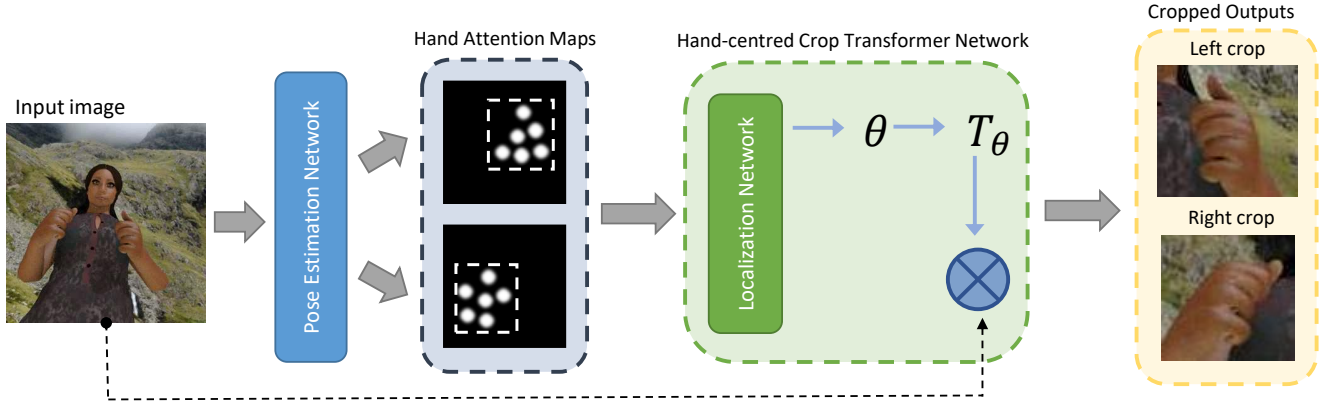 Input image
Pose Estimation Network
Hand Attention Maps
Hand-centred Crop Transformer Network
Localization Network
θ
T_θ
Cropped Outputs
Left crop
Right crop